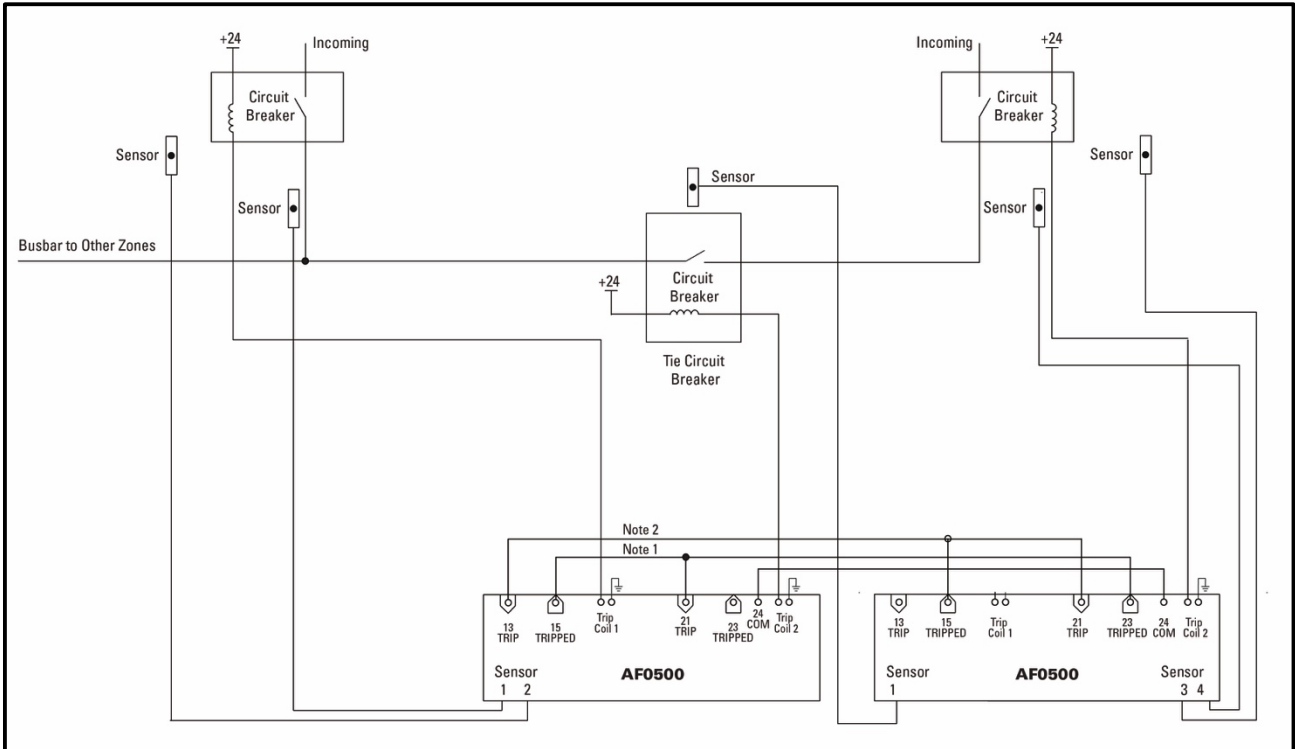 +24
Incoming
Incoming
+24
Circuit
Breaker
Circuit
Breaker
Sensor
Sensor
Sensor
Sensor
Sensor
Busbar to Other Zones
Circuit
Breaker
+24
Tie Circuit
Breaker
Note 2
Note 1
13
TRIP
15
TRIPPED
Trip
Coil 1
21
TRIP
23
TRIPPED
24
COM
Trip
Coil 2
13
TRIP
15
TRIPPED
Trip
Coil 1
21
TRIP
23
TRIPPED
24
COM
Trip
Coil 2
Sensor
1 2
AF0500
Sensor
1
AF0500
Sensor
3 4